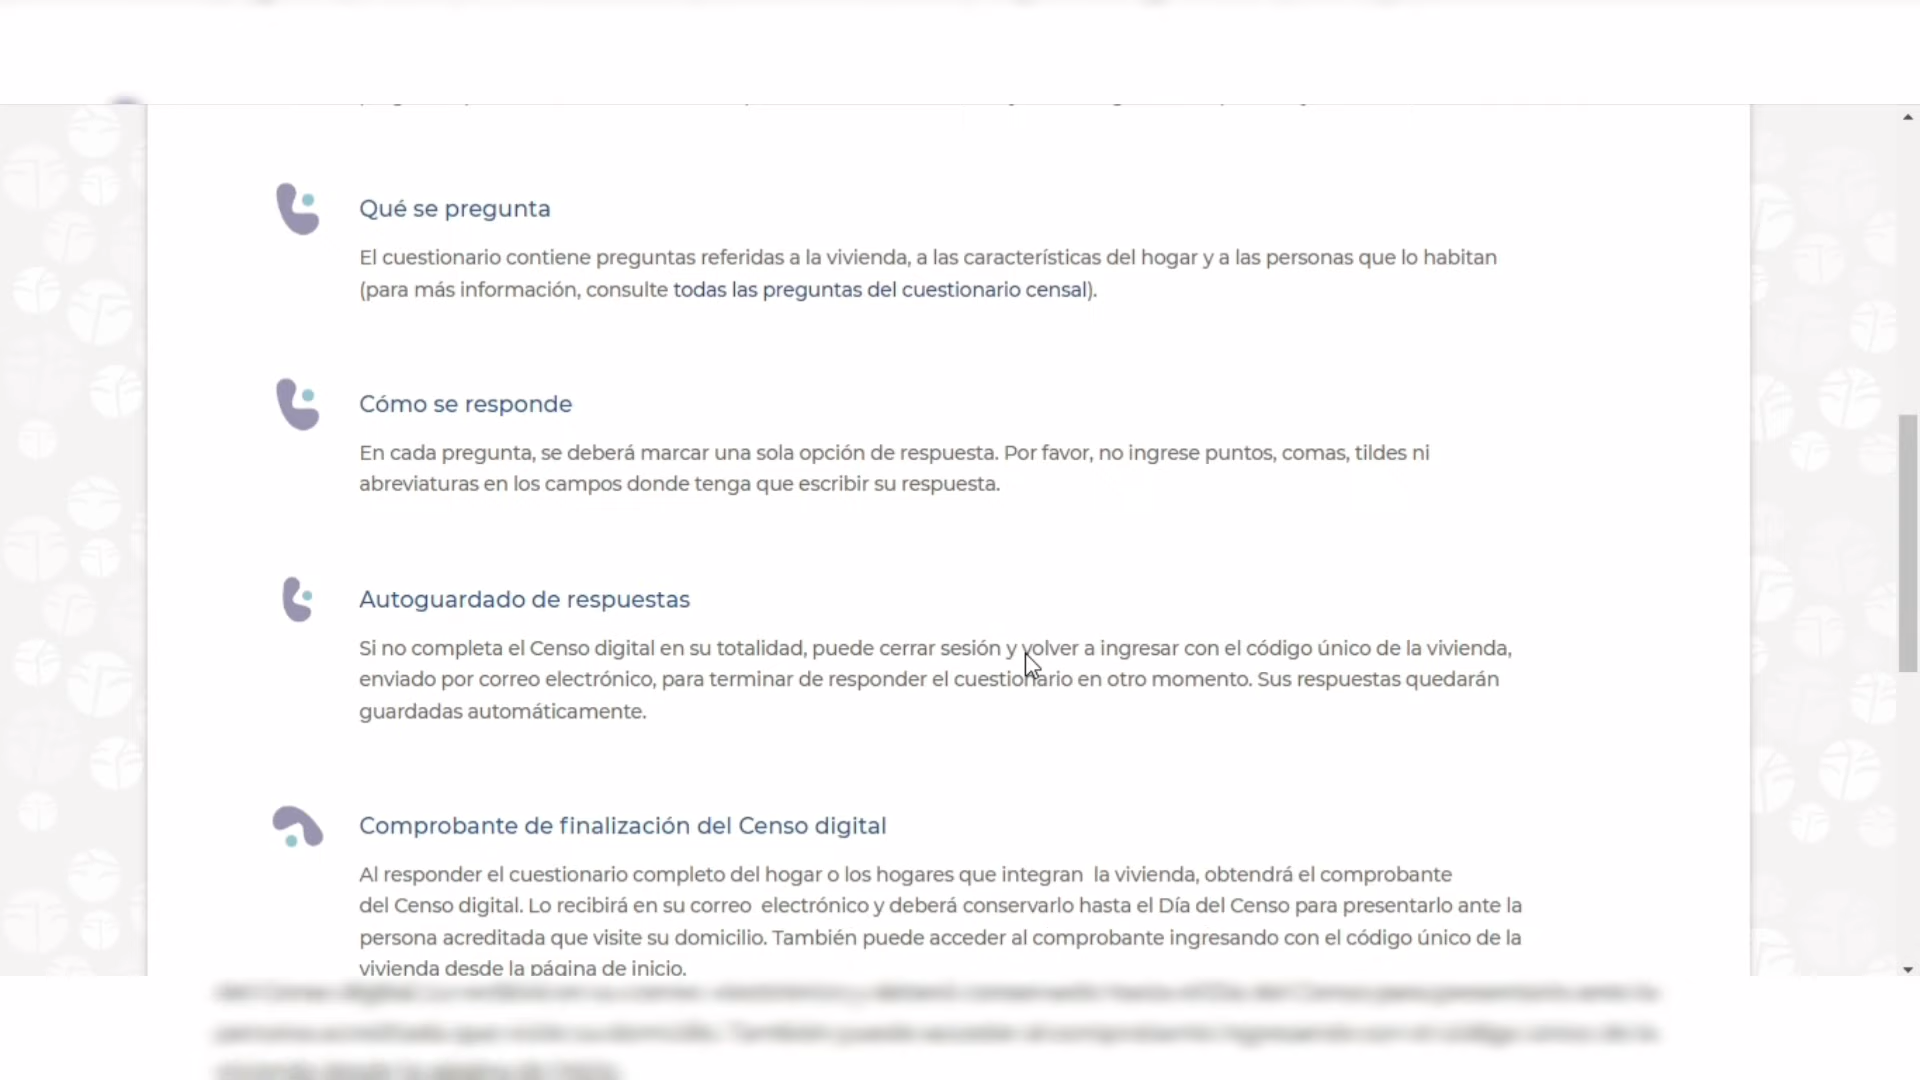 Qué se pregunta
El cuestionario contiene preguntas referidas a la vivienda, a las características del hogar y a las personas que lo habitan
(para más información, consulte todas las preguntas del cuestionario censal).
Cómo se responde
En cada pregunta, se deberá marcar una sola opción de respuesta. Por favor, no ingrese puntos, comas, tildes ni
abreviaturas en los campos donde tenga que escribir su respuesta.
Autoguardado de respuestas
Si no completa el Censo digital en su totalidad, puede cerrar sesión y volver a ingresar con el código único de la vivienda,
enviado por correo electrónico, para terminar de responder el cuestionario en otro momento. Sus respuestas quedarán
guardadas automáticamente.
Comprobante de finalización del Censo digital
Al responder el cuestionario completo del hogar o los hogares que integran la vivienda, obtendrá el comprobante
del Censo digital. Lo recibirá en su correo electrónico y deberá conservarlo hasta el Día del Censo para presentarlo ante la
persona acreditada que visite su domicilio. También puede acceder al comprobante ingresando con el código único de la
vivienda desde la página de inicio.